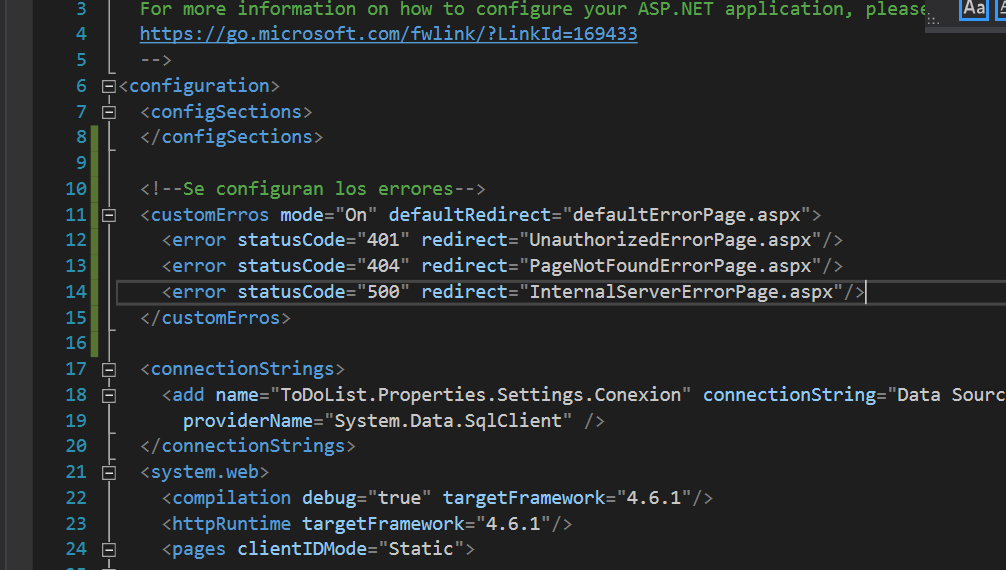 3 For more information on how to configure your ASP.NET application, please
Aa
4 https://go.microsoft.com/fwlink/?LinkId=169433
5 -->
6 <configuration>
7 <configSections>
8 </configSections>
9
10 <!--Se configuran los errores-->
11 <customErros mode="On" defaultRedirect="defaultErrorPage.aspx">
12 <error statusCode="401" redirect="UnauthorizedErrorPage.aspx"/>
13 <error statusCode="404" redirect="PageNotFoundErrorPage.aspx"/>
14 <error statusCode="500" redirect="InternalServerErrorPage.aspx"/>
15 </customErros>
16
17 <connectionStrings>
18 <add name="ToDoList.Properties.Settings.Conexion" connectionString="Data Sourc
19 providerName="System.Data.SqlClient" />
20 </connectionStrings>
21 <system.web>
22 <compilation debug="true" targetFramework="4.6.1"/>
23 <httpRuntime targetFramework="4.6.1"/>
24 <pages clientIDMode="Static">